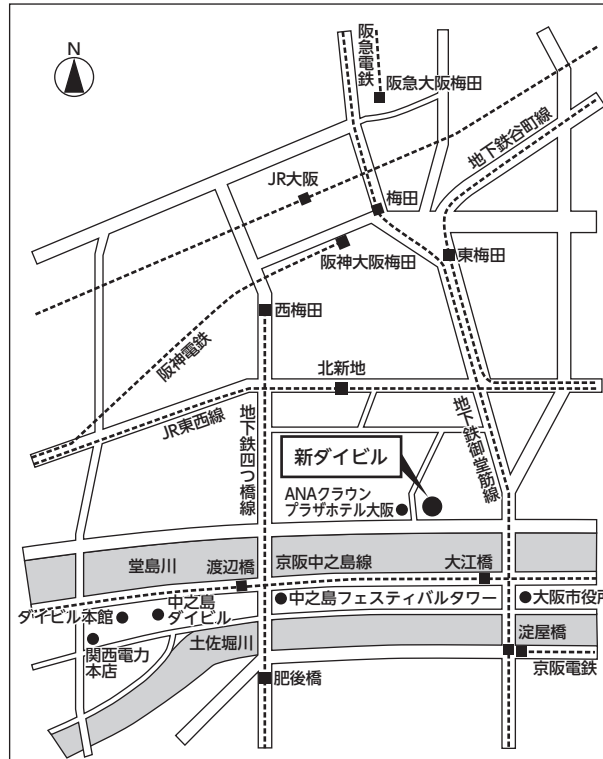 N
阪急電鉄
阪急大阪梅田
地下鉄谷町線
JR大阪
梅田
東梅田
阪神大阪梅田
西梅田
阪神電鉄
北新地
JR東西線
地下鉄四つ橋線
地下鉄御堂筋線
新ダイビル
ANAクラウン
プラザホテル大阪
堂島川
渡辺橋
京阪中之島線
大江橋
中之島
ダイビル
ダイビル本館
中之島フェスティバルタワー
大阪市役所
関西電力
本店
土佐堀川
淀屋橋
京阪電鉄
肥後橋